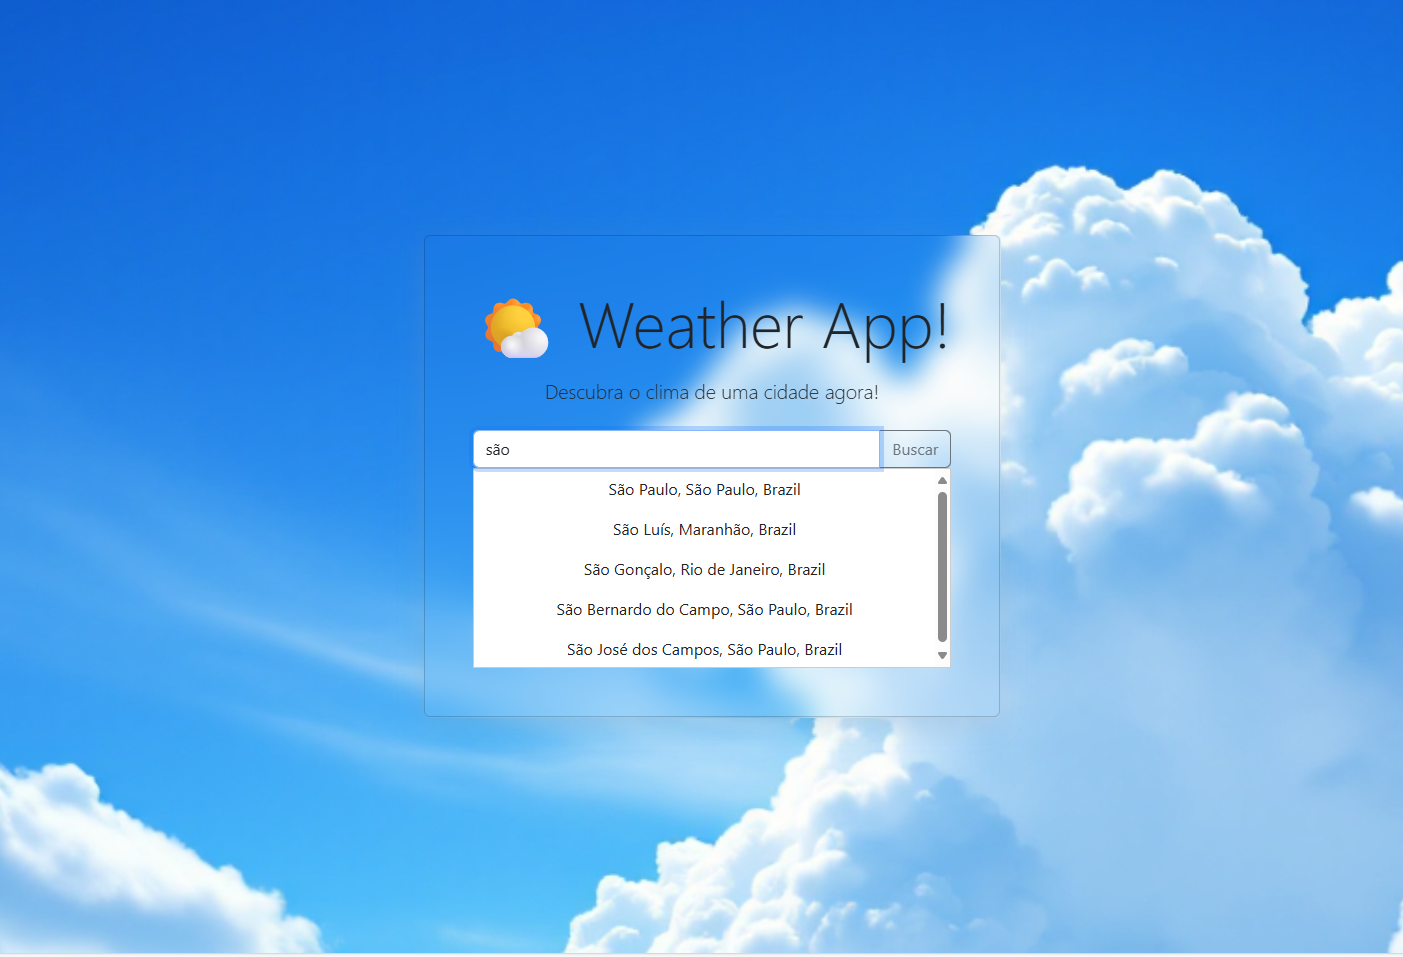 Weather App!
Descubra o clima de uma cidade agora!
são
Buscar
São Paulo, São Paulo, Brazil
São Luís, Maranhão, Brazil
São Gonçalo, Rio de Janeiro, Brazil
São Bernardo do Campo, São Paulo, Brazil
São José dos Campos, São Paulo, Brazil